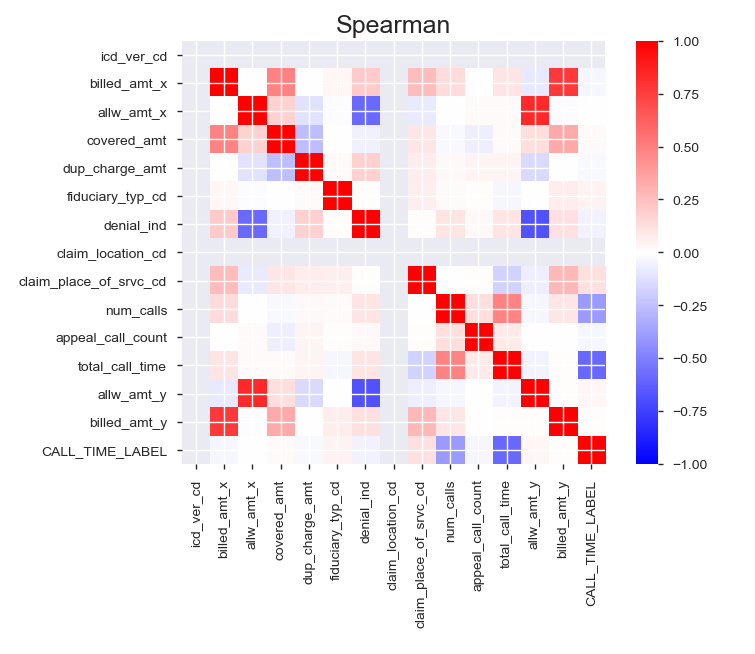 Spearman
icd_ver_cd
billed_amt_x
allw_amt_x
covered_amt
dup_charge_amt
fiduciary_typ_cd
denial_ind
claim_location_cd
claim_place_of_srvc_cd
num_calls
appeal_call_count
total_call_time
allw_amt_y
billed_amt_y
CALL_TIME_LABEL
icd_ver_cd
billed_amt_x
allw_amt_x
covered_amt
dup_charge_amt
fiduciary_typ_cd
denial_ind
claim_location_cd
claim_place_of_srvc_cd
num_calls
appeal_call_count
total_call_time
allw_amt_y
billed_amt_y
CALL_TIME_LABEL
1.00
0.75
0.50
0.25
0.00
−0.25
−0.50
−0.75
−1.00